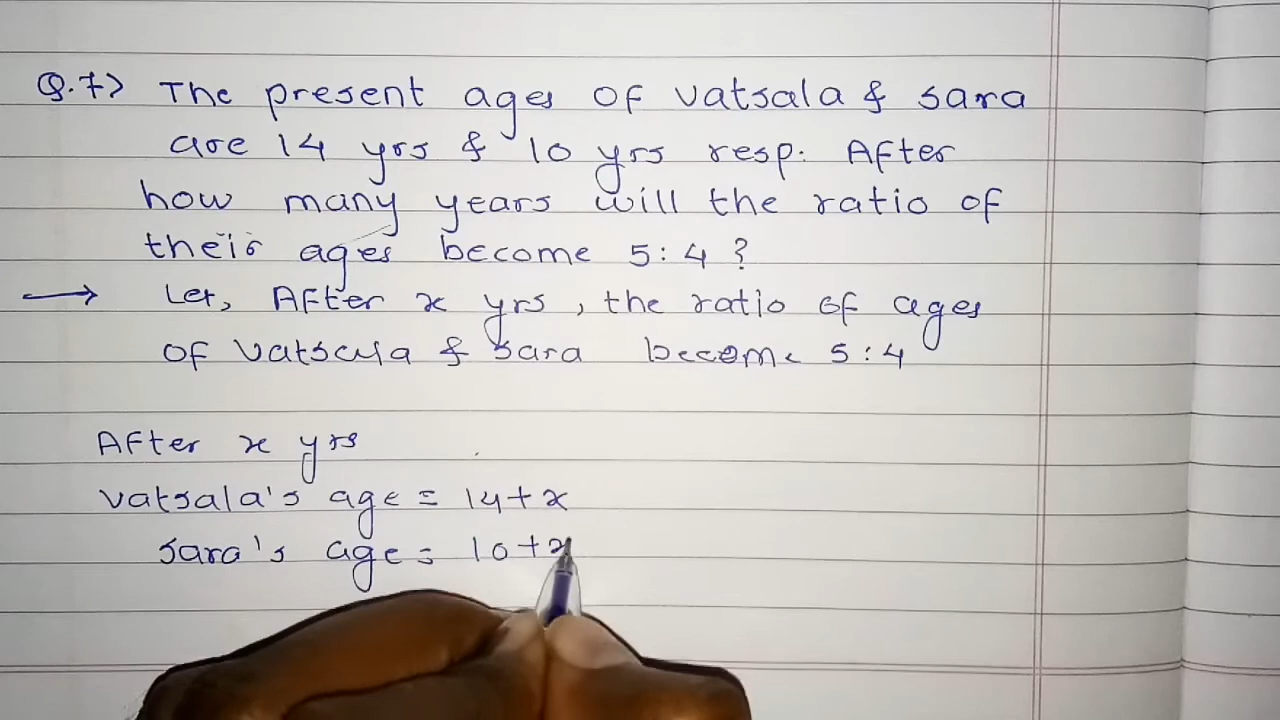 Q.7> The present ages of Vatsala & Sara
are 14 yrs & 10 yrs resp. After
how many years will the ratio of
their ages become 5:4?
→ Let, After x yrs, the ratio of ages
of Vatsala & Sara become 5:4
After x yrs
Vatsala's age = 14+x
Sara's age = 10+x